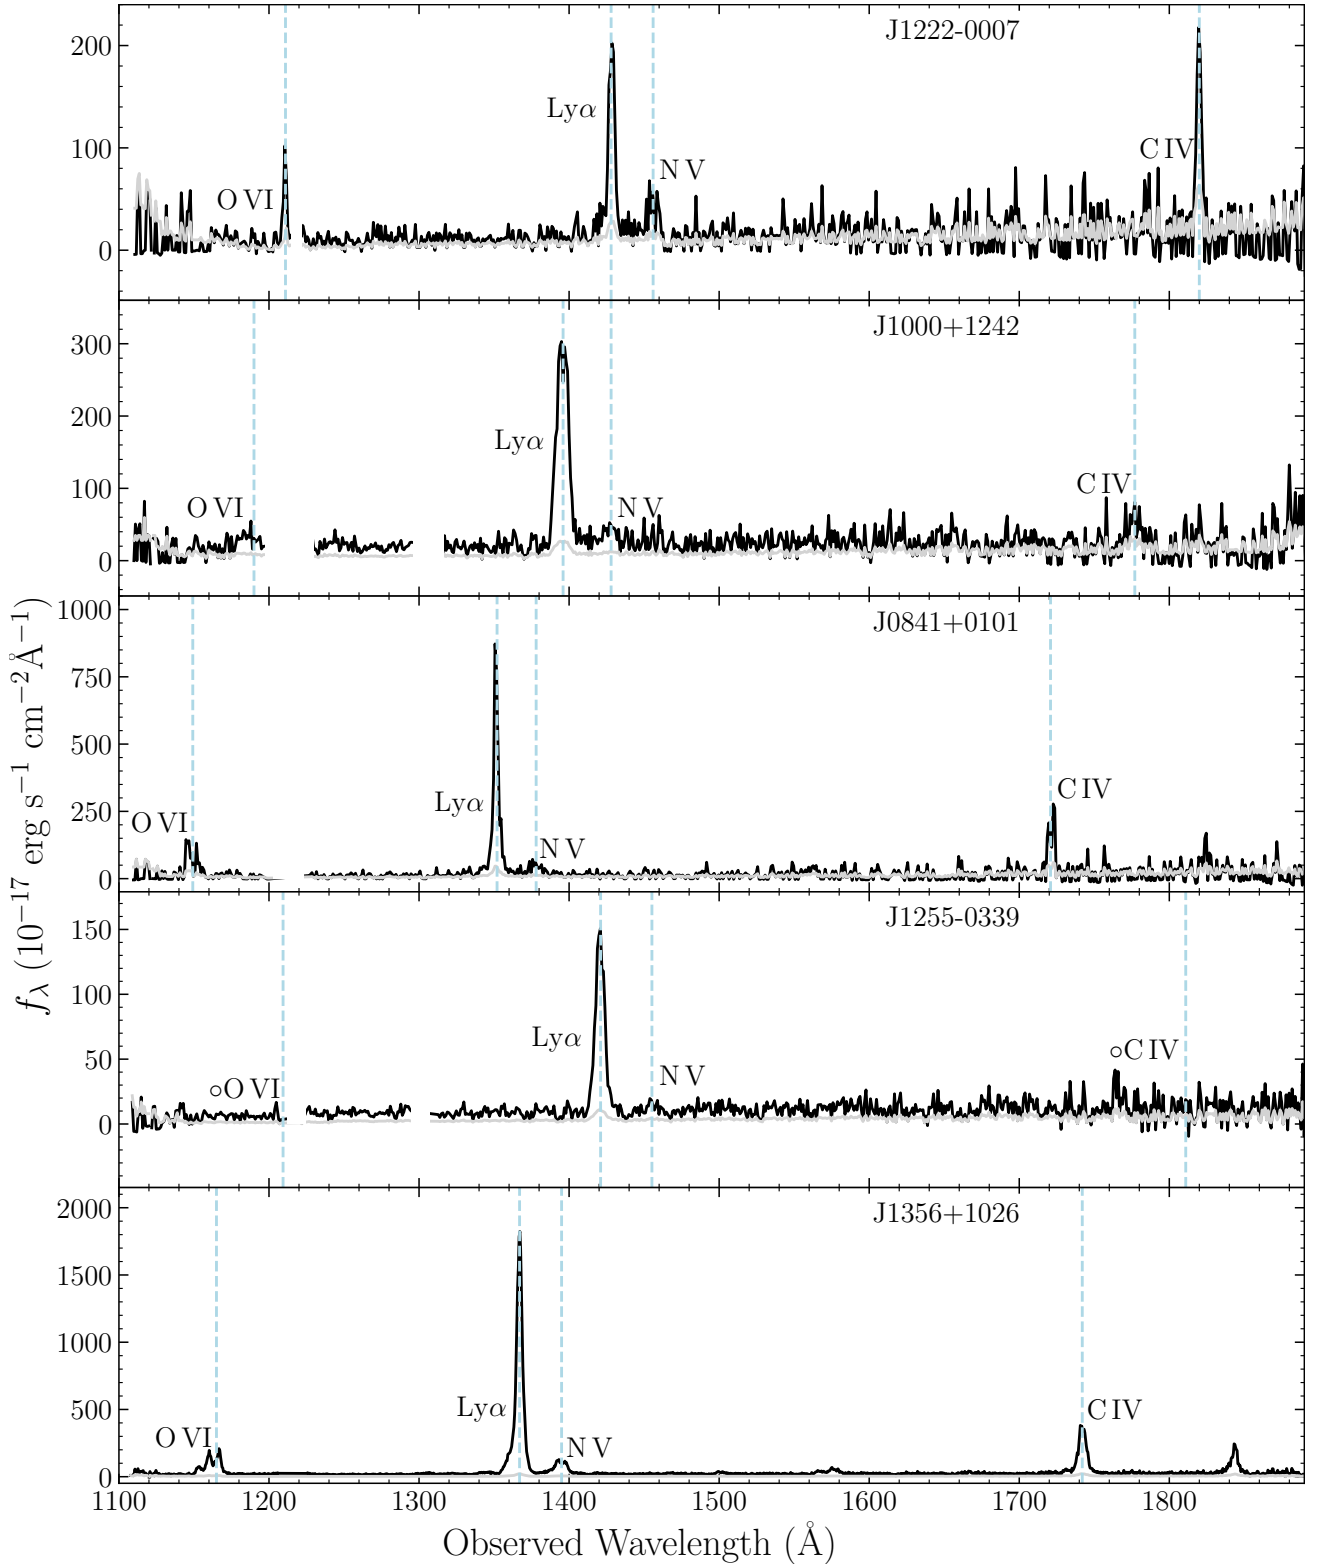 J1222-0007
200
Lyα
N V
C IV
100
O VI
0
J1000+1242
300
200
Lyα
100
O VI
N V
C IV
0
J0841+0101
1000
750
500
250
Lyα
C IV
O VI
N V
0
J1255-0339
150
100
Lyα
50
∘O VI
N V
∘C IV
0
J1356+1026
2000
1500
1000
500
Lyα
C IV
O VI
N V
0
1100 1200 1300 1400 1500 1600 1700 1800
Observed Wavelength (Å)
f_λ (10⁻¹⁷ erg s⁻¹ cm⁻² Å⁻¹)